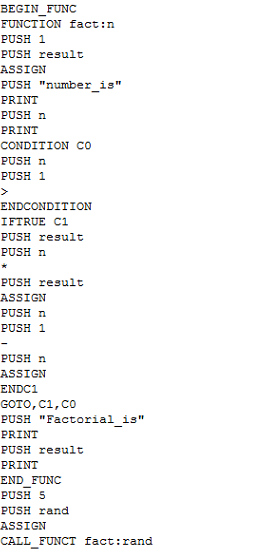 BEGIN_FUNC
FUNCTION fact:n
PUSH 1
PUSH result
ASSIGN
PUSH "number_is"
PRINT
PUSH n
PRINT
CONDITION C0
PUSH n
PUSH 1
>
ENDCONDITION
IFTRUE C1
PUSH result
PUSH n
*
PUSH result
ASSIGN
PUSH n
PUSH 1
-
PUSH n
ASSIGN
ENDC1
GOTO,C1,C0
PUSH "Factorial_is"
PRINT
PUSH result
PRINT
END_FUNC
PUSH 5
PUSH rand
ASSIGN
CALL_FUNCT fact:rand